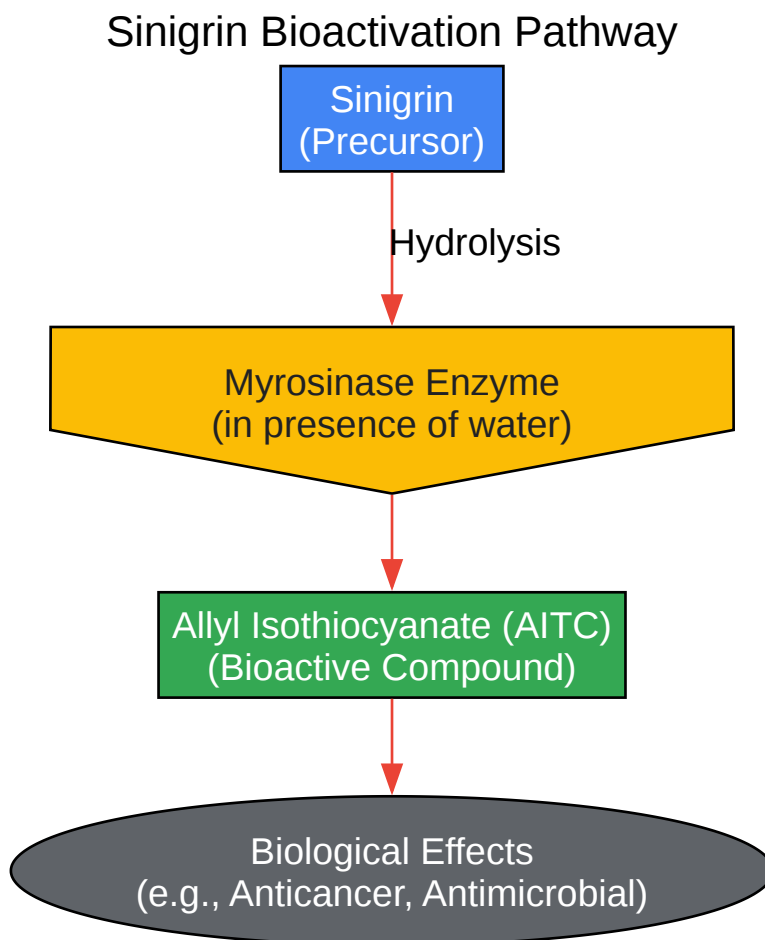 Sinigrin Bioactivation Pathway
Sinigrin
(Precursor)
Hydrolysis
Myrosinase Enzyme
(in presence of water)
Allyl Isothiocyanate (AITC)
(Bioactive Compound)
Biological Effects
(e.g., Anticancer, Antimicrobial)